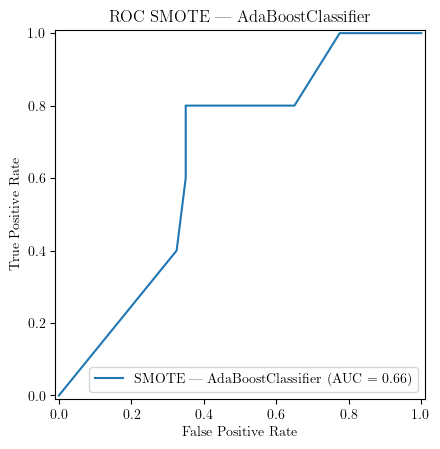 ROC SMOTE — AdaBoostClassifier
1.0
0.8
0.6
0.4
0.2
0.0
True Positive Rate
SMOTE — AdaBoostClassifier (AUC = 0.66)
0.0 0.2 0.4 0.6 0.8 1.0
False Positive Rate